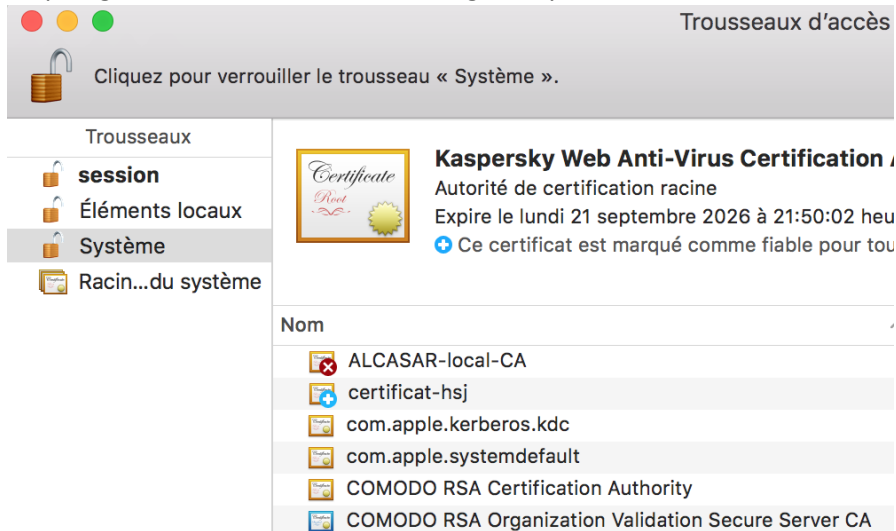 Trousseaux d'accès
Cliquez pour verrouiller le trousseau « Système ».
Trousseaux
session
Éléments locaux
Système
Racin...du système
Certificate
Root
Kaspersky Web Anti-Virus Certification
Autorité de certification racine
Expire le lundi 21 septembre 2026 à 21:50:02 heu
Ce certificat est marqué comme fiable pour tou
Nom
ALCASAR-local-CA
certificat-hsj
com.apple.kerberos.kdc
com.apple.systemdefault
COMODO RSA Certification Authority
COMODO RSA Organization Validation Secure Server CA